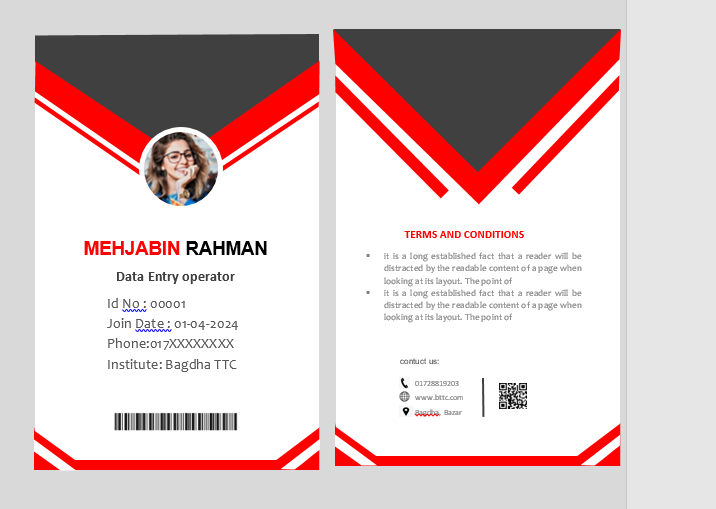 MEHJABIN RAHMAN
Data Entry operator
Id No : 00001
Join Date : 01-04-2024
Phone:017XXXXXXXX
Institute: Bagdha TTC
TERMS AND CONDITIONS
▪ it is a long established fact that a reader will be
distracted by the readable content of a page when
looking at its layout. The point of
▪ it is a long established fact that a reader will be
distracted by the readable content of a page when
looking at its layout. The point of
contact us:
01728819203
www.bttc.com
Bagdha, Bazar